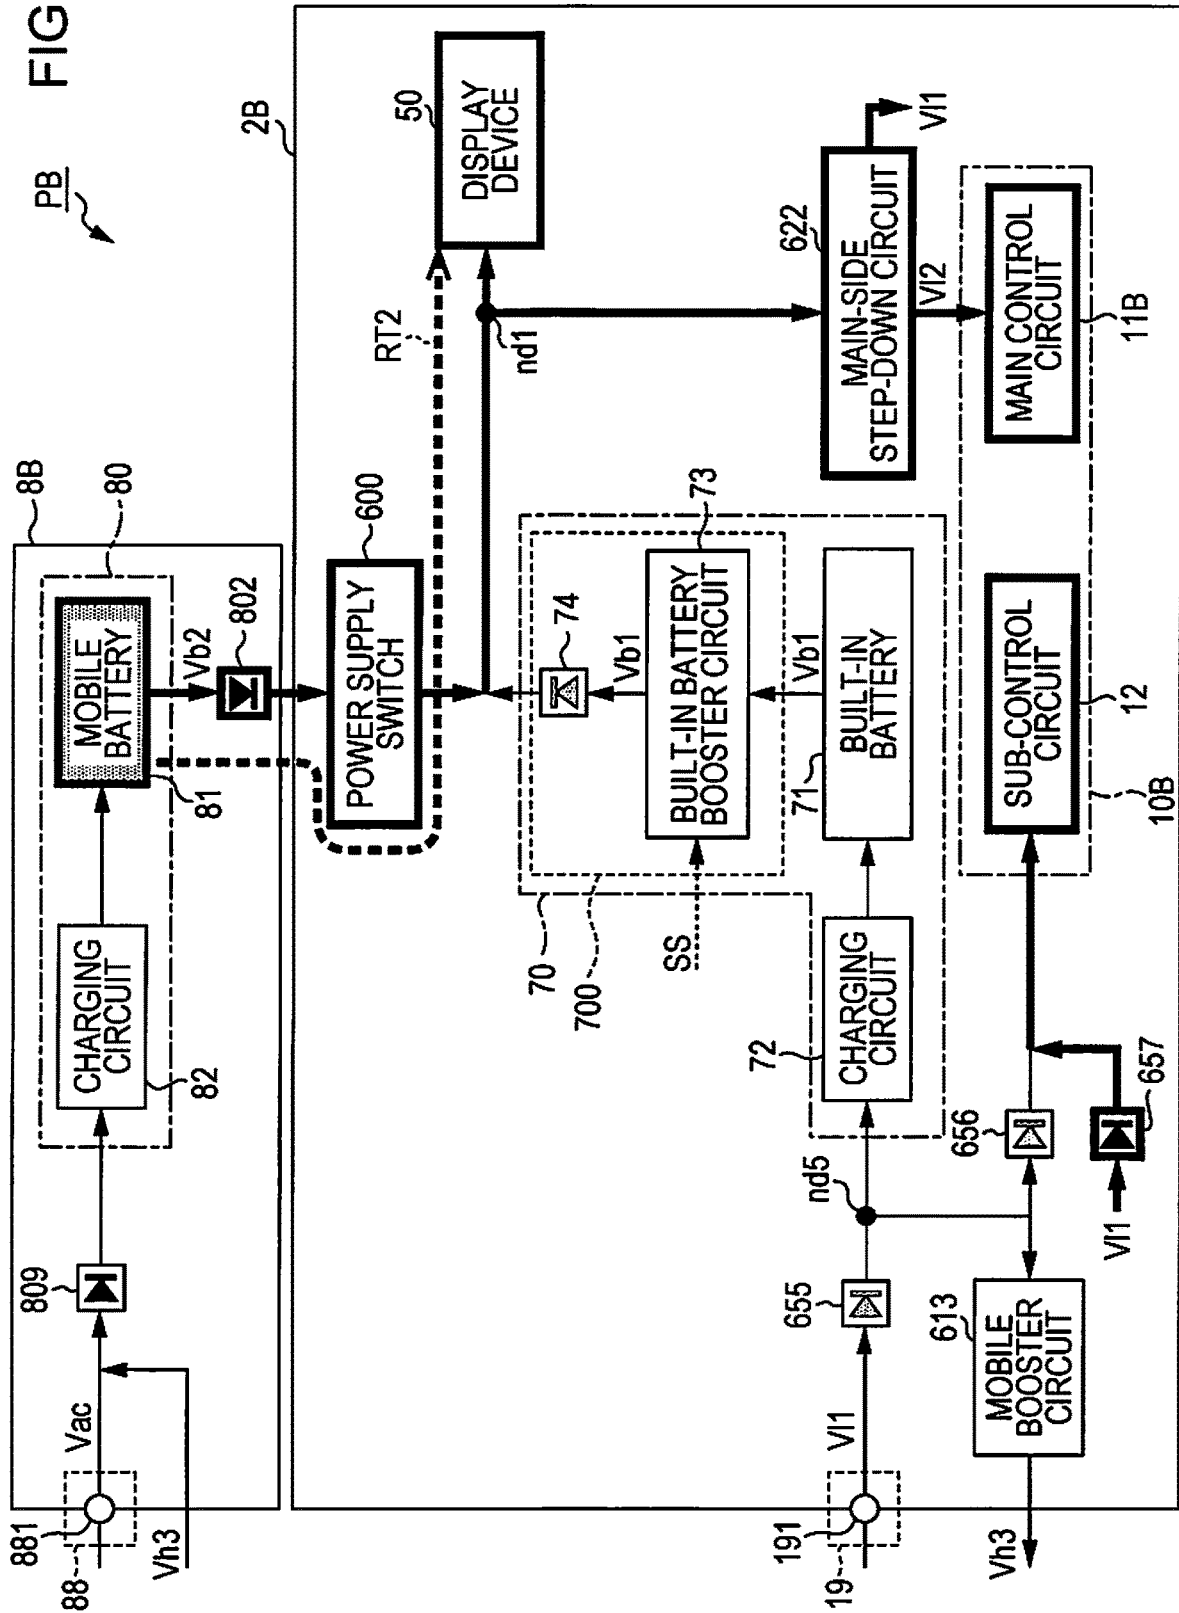 FIG
PB
8B
80
MOBILE
BATTERY
81
Vb2
802
CHARGING
CIRCUIT
82
809
Vac
881
88
Vh3
2B
600
POWER SUPPLY
SWITCH
RT2
50
DISPLAY
DEVICE
nd1
74
Vb1
73
BUILT-IN BATTERY
BOOSTER CIRCUIT
SS
70
700
Vb1
71
BUILT-IN
BATTERY
72
CHARGING
CIRCUIT
nd5
655
Vl1
191
19
622
MAIN-SIDE
STEP-DOWN CIRCUIT
Vl1
Vl2
MAIN CONTROL
CIRCUIT
11B
SUB-CONTROL
CIRCUIT
12
10B
656
657
Vl1
613
MOBILE
BOOSTER
CIRCUIT
Vh3